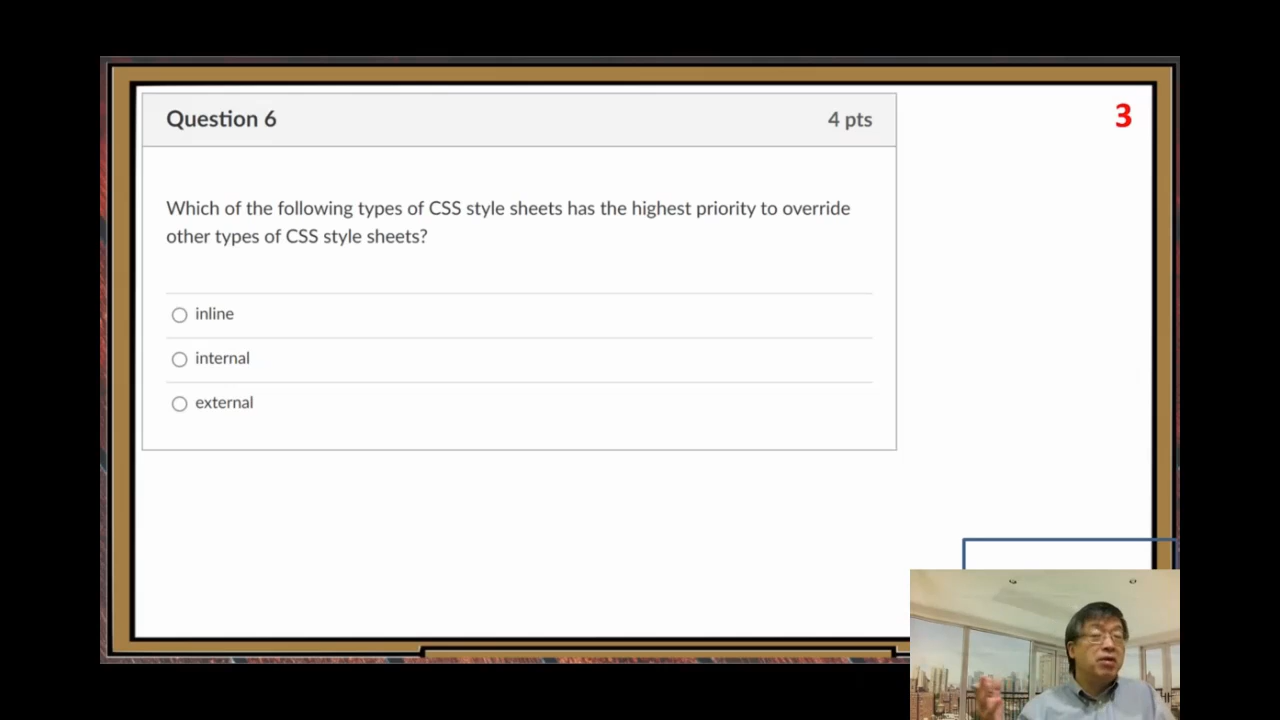 Question 6
4 pts
3
Which of the following types of CSS style sheets has the highest priority to override
other types of CSS style sheets?
inline
internal
external